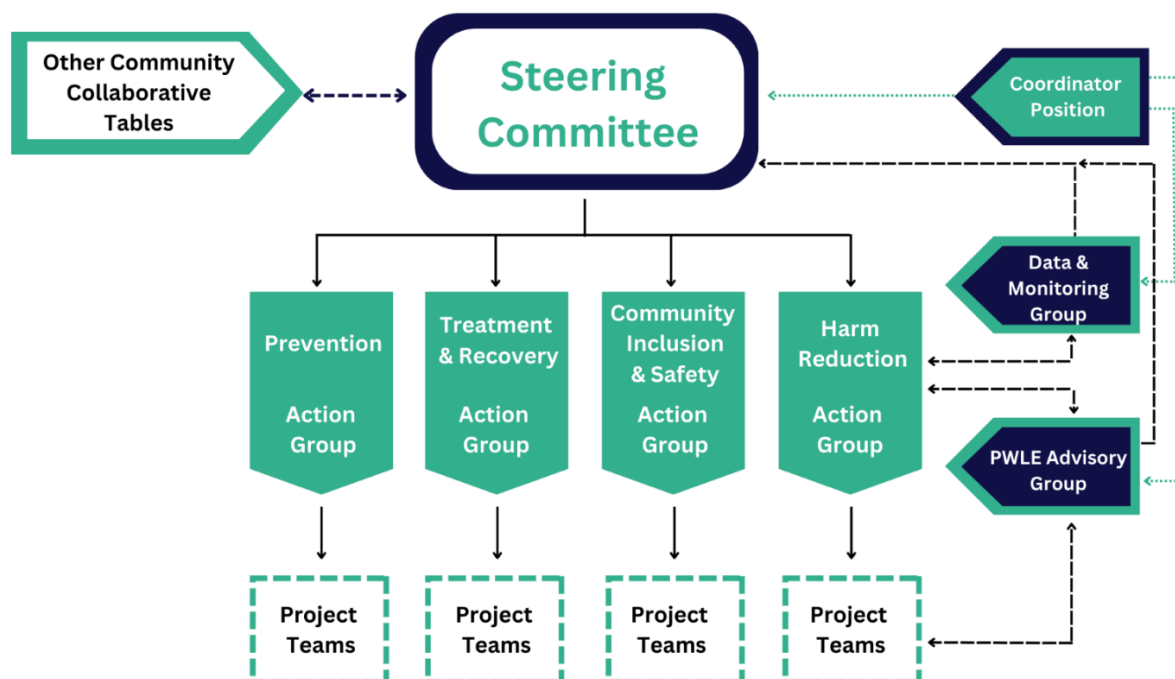 Other Community
Collaborative
Tables
Steering
Committee
Coordinator
Position
Prevention
Action
Group
Treatment
& Recovery
Action
Group
Community
Inclusion
& Safety
Action
Group
Harm
Reduction
Action
Group
Data &
Monitoring
Group
PWLE Advisory
Group
Project
Teams
Project
Teams
Project
Teams
Project
Teams